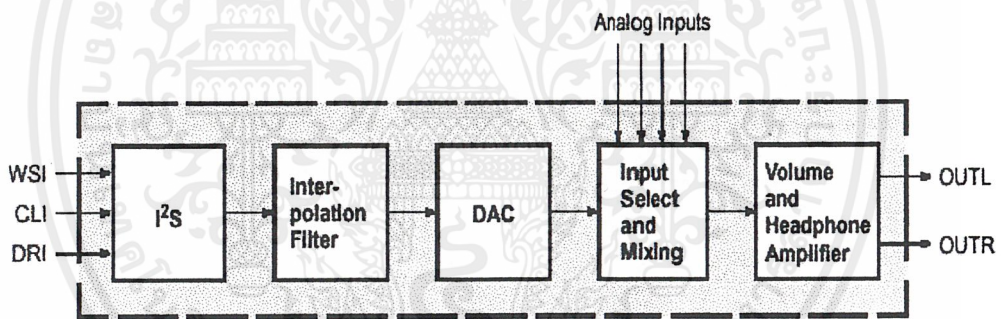 Analog Inputs
WSI
CLI
DRI
I²S
Inter-
polation
Filter
DAC
Input
Select
and
Mixing
Volume
and
Headphone
Amplifier
OUTL
OUTR